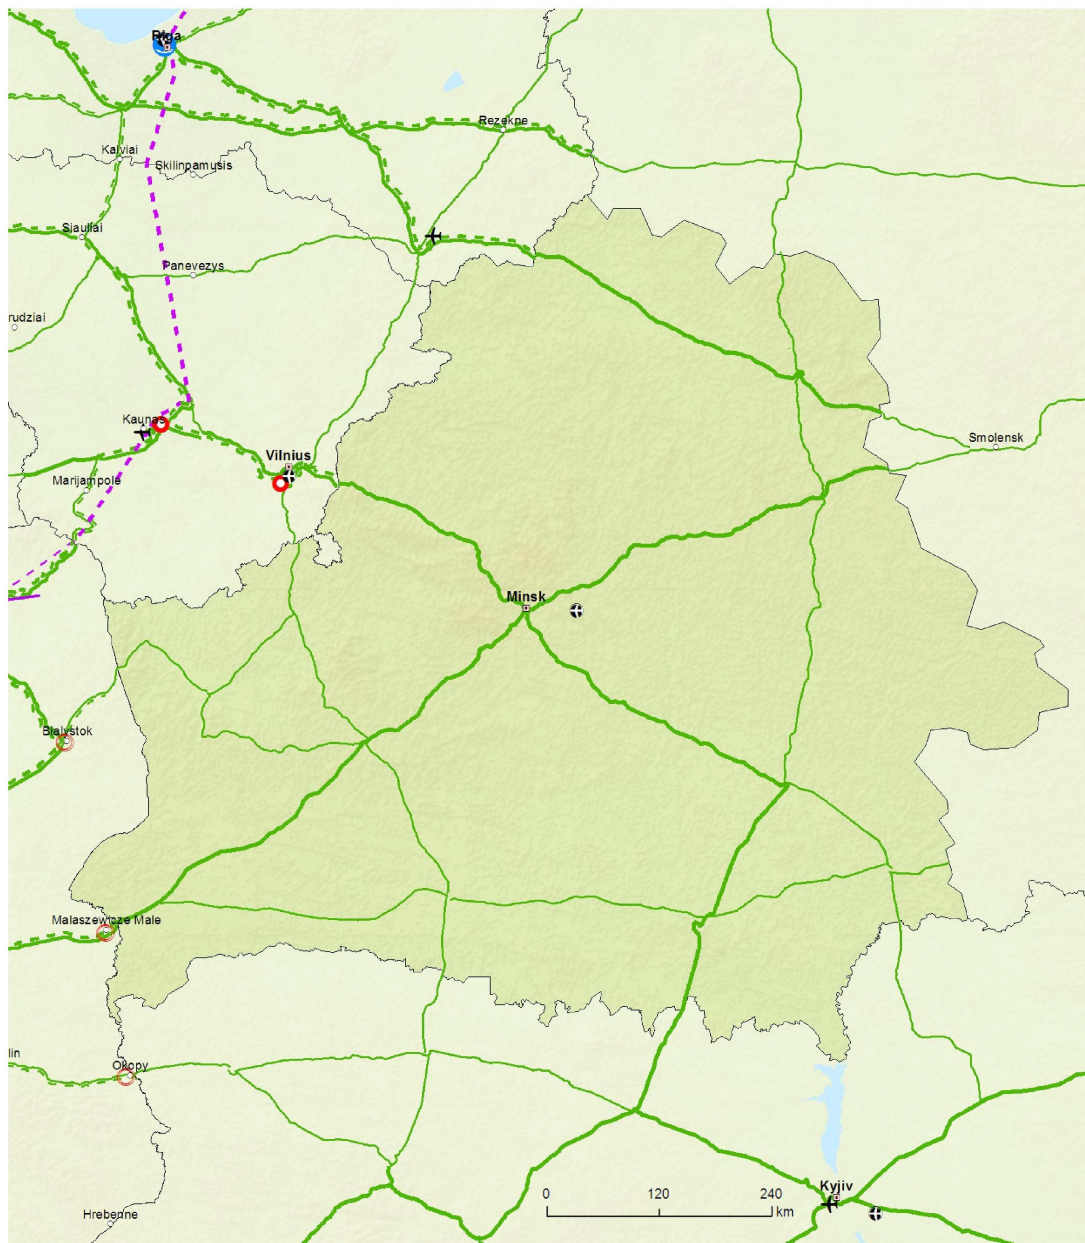 Riga
Rezekne
Kalviai
Skilinpamusis
Siauliai
Panevezys
rudziai
Kaunas
Smolensk
Vilnius
Marijampole
Minsk
Bialystok
Malaszewicze Male
lin
Okopy
Kyjiv
0 120 240
km
Hrebenne